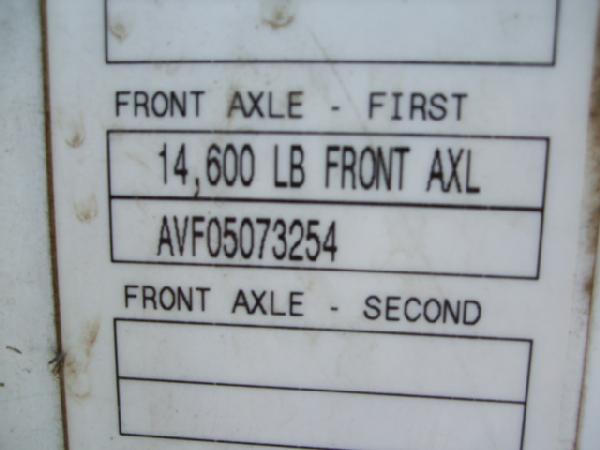 FRONT AXLE - FIRST
14,600 LB FRONT AXL
AVF05073254
FRONT AXLE - SECOND